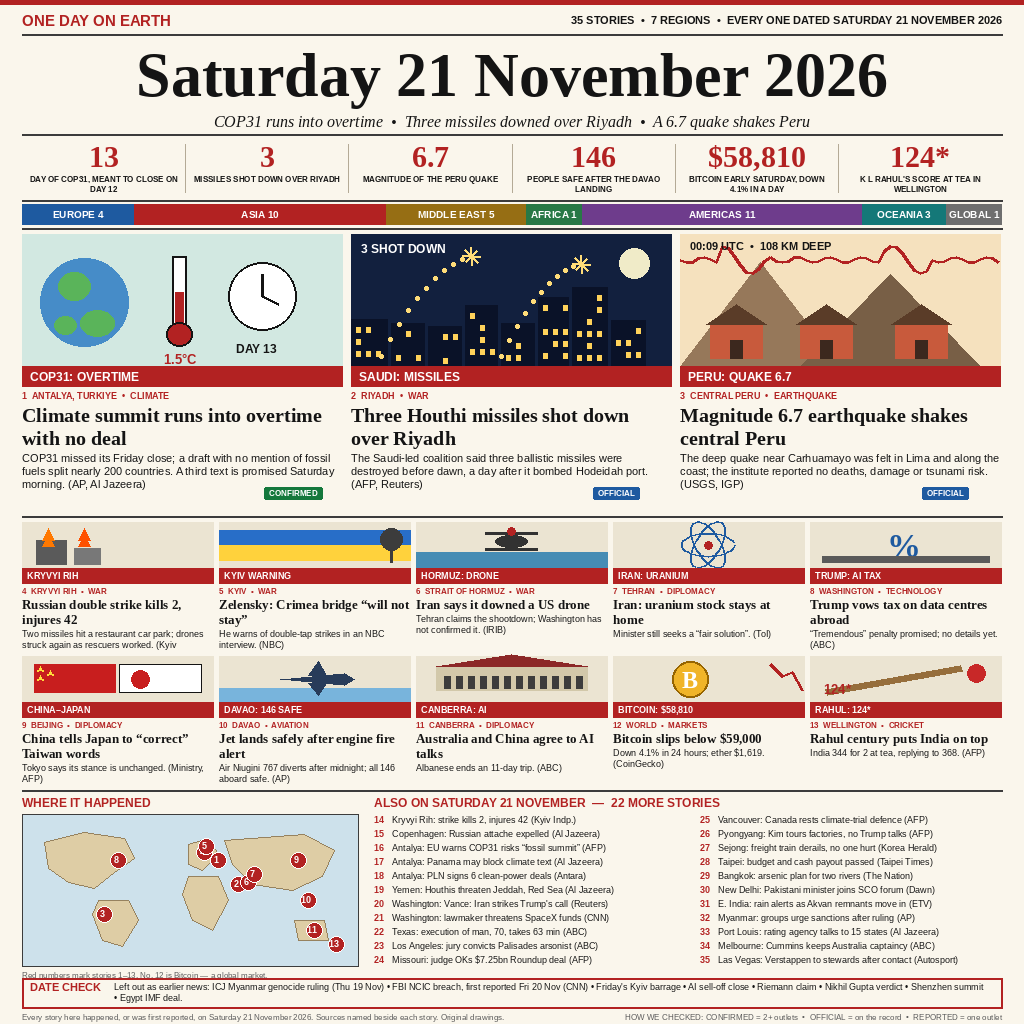 ONE DAY ON EARTH
35 STORIES • 7 REGIONS • EVERY ONE DATED SATURDAY 21 NOVEMBER 2026
Saturday 21 November 2026
COP31 runs into overtime • Three missiles downed over Riyadh • A 6.7 quake shakes Peru
13
DAY OF COP31, MEANT TO CLOSE ON
DAY 12
3
MISSILES SHOT DOWN OVER RIYADH
6.7
MAGNITUDE OF THE PERU QUAKE
146
PEOPLE SAFE AFTER THE DAVAO
LANDING
$58,810
BITCOIN EARLY SATURDAY, DOWN
4.1% IN A DAY
124*
K L RAHUL'S SCORE AT TEA IN
WELLINGTON
EUROPE 4
ASIA 10
MIDDLE EAST 5
AFRICA 1
AMERICAS 11
OCEANIA 3
GLOBAL 1
1.5°C
DAY 13
COP31: OVERTIME
1 ANTALYA, TURKIYE • CLIMATE
Climate summit runs into overtime
with no deal
COP31 missed its Friday close; a draft with no mention of fossil
fuels split nearly 200 countries. A third text is promised Saturday
morning. (AP, Al Jazeera)
CONFIRMED
3 SHOT DOWN
SAUDI: MISSILES
2 RIYADH • WAR
Three Houthi missiles shot down
over Riyadh
The Saudi-led coalition said three ballistic missiles were
destroyed before dawn, a day after it bombed Hodeidah port.
(AFP, Reuters)
OFFICIAL
00:09 UTC • 108 KM DEEP
PERU: QUAKE 6.7
3 CENTRAL PERU • EARTHQUAKE
Magnitude 6.7 earthquake shakes
central Peru
The deep quake near Carhuamayo was felt in Lima and along the
coast; the institute reported no deaths, damage or tsunami risk.
(USGS, IGP)
OFFICIAL
KRYVYI RIH
4 KRYVYI RIH • WAR
Russian double strike kills 2,
injures 42
Two missiles hit a restaurant car park; drones
struck again as rescuers worked. (Kyiv
KYIV WARNING
5 KYIV • WAR
Zelensky: Crimea bridge “will not
stay”
He warns of double-tap strikes in an NBC
interview. (NBC)
HORMUZ: DRONE
6 STRAIT OF HORMUZ • WAR
Iran says it downed a US drone
Tehran claims the shootdown; Washington has
not confirmed it. (IRIB)
IRAN: URANIUM
7 TEHRAN • DIPLOMACY
Iran: uranium stock stays at
home
Minister still seeks a “fair solution”. (ToI)
%
TRUMP: AI TAX
8 WASHINGTON • TECHNOLOGY
Trump vows tax on data centres
abroad
“Tremendous” penalty promised; no details yet.
(ABC)
CHINA–JAPAN
9 BEIJING • DIPLOMACY
China tells Japan to “correct”
Taiwan words
Tokyo says its stance is unchanged. (Ministry,
AFP)
DAVAO: 146 SAFE
10 DAVAO • AVIATION
Jet lands safely after engine fire
alert
Air Niugini 767 diverts after midnight; all 146
aboard safe. (AP)
CANBERRA: AI
11 CANBERRA • DIPLOMACY
Australia and China agree to AI
talks
Albanese ends an 11-day trip. (ABC)
B
BITCOIN: $58,810
12 WORLD • MARKETS
Bitcoin slips below $59,000
Down 4.1% in 24 hours; ether $1,619.
(CoinGecko)
124*
RAHUL: 124*
13 WELLINGTON • CRICKET
Rahul century puts India on top
India 344 for 2 at tea, replying to 368. (AFP)
WHERE IT HAPPENED
8
5
1
9
2
6
7
3
10
11
13
Red numbers mark stories 1–13. No. 12 is Bitcoin — a global market.
ALSO ON SATURDAY 21 NOVEMBER — 22 MORE STORIES
14 Kryvyi Rih: strike kills 2, injures 42 (Kyiv Indp.)
15 Copenhagen: Russian attache expelled (Al Jazeera)
16 Antalya: EU warns COP31 risks “fossil summit” (AFP)
17 Antalya: Panama may block climate text (Al Jazeera)
18 Antalya: PLN signs 6 clean-power deals (Antara)
19 Yemen: Houthis threaten Jeddah, Red Sea (Al Jazeera)
20 Washington: Vance: Iran strikes Trump's call (Reuters)
21 Washington: lawmaker threatens SpaceX funds (CNN)
22 Texas: execution of man, 70, takes 63 min (ABC)
23 Los Angeles: jury convicts Palisades arsonist (ABC)
24 Missouri: judge OKs $7.25bn Roundup deal (AFP)
25 Vancouver: Canada rests climate-trial defence (AFP)
26 Pyongyang: Kim tours factories, no Trump talks (AFP)
27 Sejong: freight train derails, no one hurt (Korea Herald)
28 Taipei: budget and cash payout passed (Taipei Times)
29 Bangkok: arsenic plan for two rivers (The Nation)
30 New Delhi: Pakistani minister joins SCO forum (Dawn)
31 E. India: rain alerts as Akvan remnants move in (ETV)
32 Myanmar: groups urge sanctions after ruling (AP)
33 Port Louis: rating agency talks to 15 states (Al Jazeera)
34 Melbourne: Cummins keeps Australia captaincy (ABC)
35 Las Vegas: Verstappen to stewards after contact (Autosport)
DATE CHECK
Left out as earlier news: ICJ Myanmar genocide ruling (Thu 19 Nov) • FBI NCIC breach, first reported Fri 20 Nov (CNN) • Friday's Kyiv barrage • AI sell-off close • Riemann claim • Nikhil Gupta verdict • Shenzhen summit
• Egypt IMF deal.
Every story here happened, or was first reported, on Saturday 21 November 2026. Sources named beside each story. Original drawings.
HOW WE CHECKED: CONFIRMED = 2+ outlets • OFFICIAL = on the record • REPORTED = one outlet